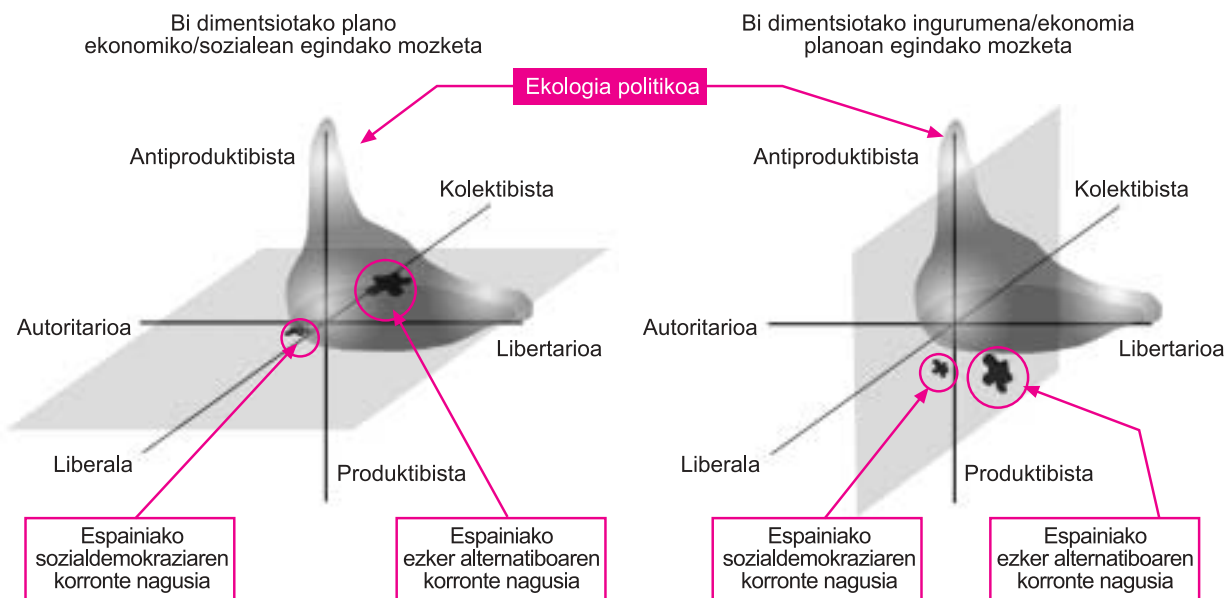 Bi dimentsiotako plano
ekonomiko/sozialean egindako mozketa
Bi dimentsiotako ingurumena/ekonomia
planoan egindako mozketa
Ekologia politikoa
Antiproduktibista
Kolektibista
Autoritarioa
Libertarioa
Liberala
Produktibista
Espainiako
sozialdemokraziaren
korronte nagusia
Espainiako
ezker alternatiboaren
korronte nagusia
Antiproduktibista
Kolektibista
Autoritarioa
Libertarioa
Liberala
Produktibista
Espainiako
sozialdemokraziaren
korronte nagusia
Espainiako
ezker alternatiboaren
korronte nagusia